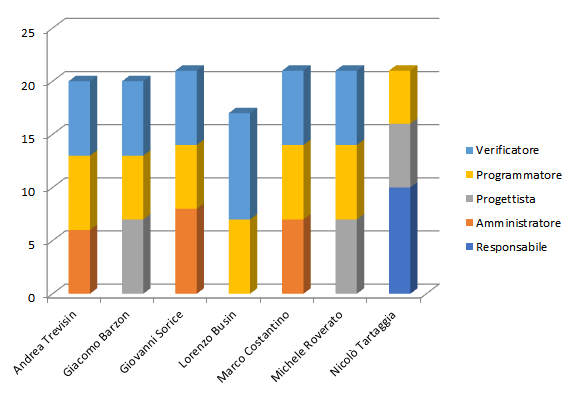 25
20
15
10
5
0
Andrea Trevisin
Giacomo Barzon
Giovanni Sorice
Lorenzo Busin
Marco Costantino
Michele Roverato
Nicolò Tartaggia
Verificatore
Programmatore
Progettista
Amministratore
Responsabile